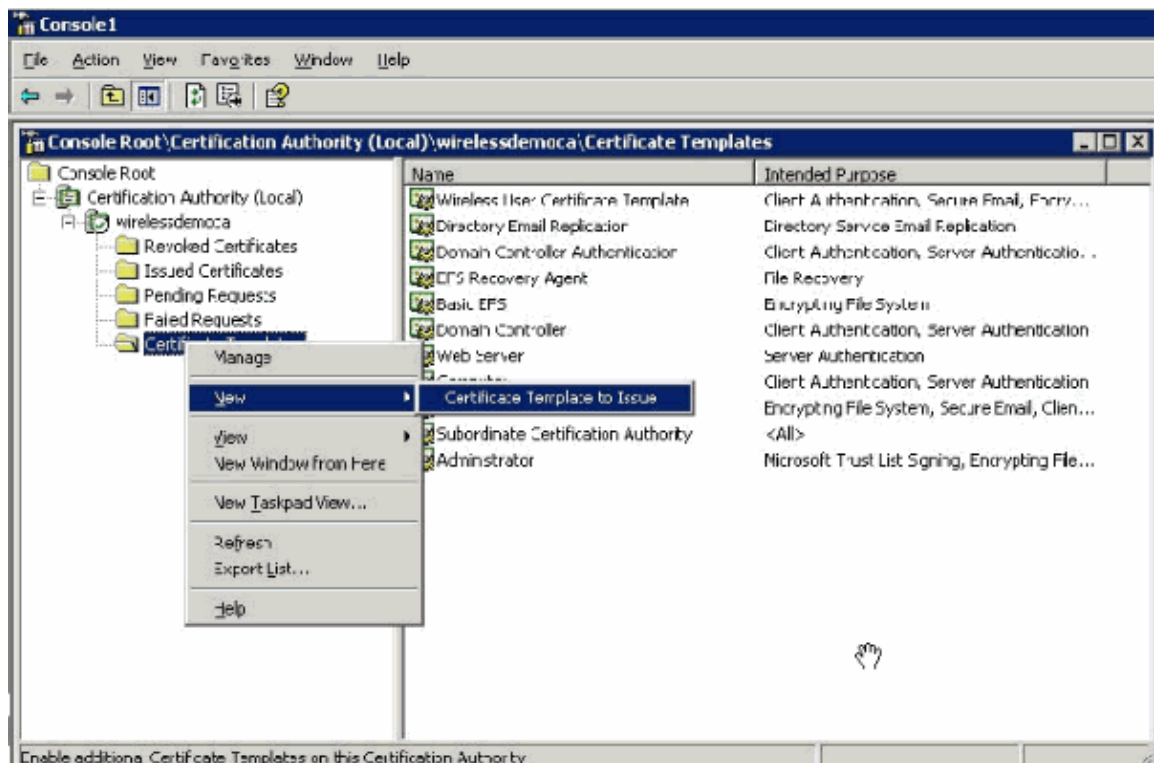 Console1
File Action View Favorites Window Help
Console Root\Certification Authority (Local)\wirelessdemoca\Certificate Templates
Console Root
Certification Authority (Local)
wirelessdemoca
Revoked Certificates
Issued Certificates
Pending Requests
Failed Requests
Manage
New
Certificate Template to Issue
View
New Window from Here
New Taskpad View...
Refresh
Export List...
Help
Name Intended Purpose
Wireless User Certificate Template Client Authentication, Secure Email, Encry...
Directory Email Replication Directory Service Email Replication
Domain Controller Authentication Client Authentication, Server Authenticatio...
EFS Recovery Agent File Recovery
Basic EFS Encrypting File System
Domain Controller Client Authentication, Server Authentication
Web Server Server Authentication
Client Authentication, Server Authentication
Encrypting File System, Secure Email, Clien...
Subordinate Certification Authority <All>
Administrator Microsoft Trust List Signing, Encrypting File...
Enable additional Certificate Templates on this Certification Authority